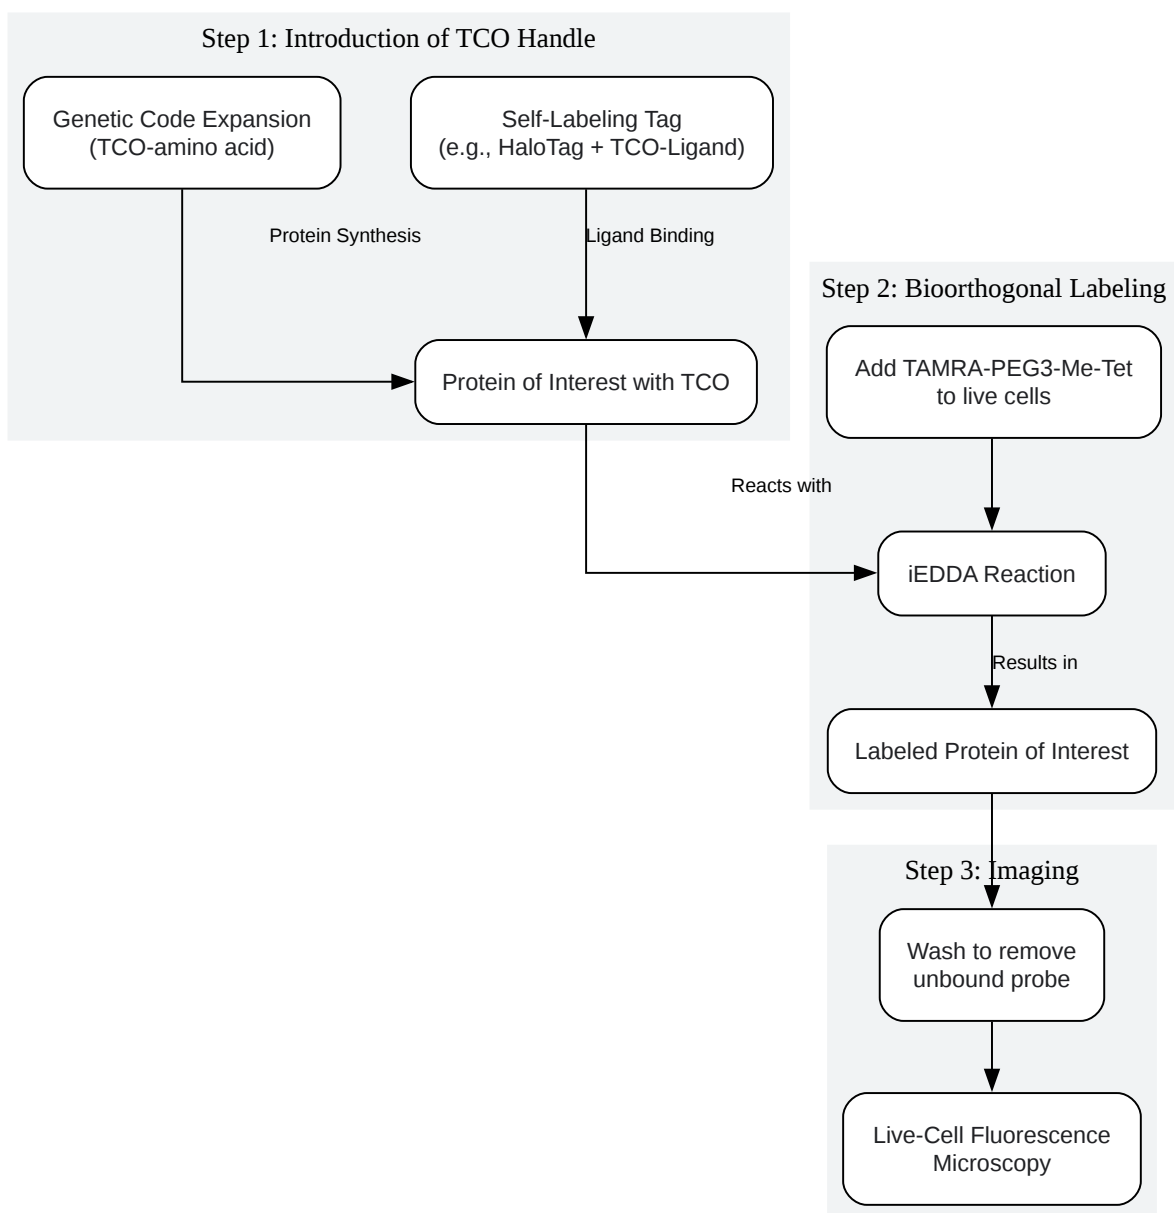 Step 1: Introduction of TCO Handle
Genetic Code Expansion
(TCO-amino acid)
Self-Labeling Tag
(e.g., HaloTag + TCO-Ligand)
Protein Synthesis
Ligand Binding
Protein of Interest with TCO
Step 2: Bioorthogonal Labeling
Add TAMRA-PEG3-Me-Tet
to live cells
Reacts with
iEDDA Reaction
Results in
Labeled Protein of Interest
Step 3: Imaging
Wash to remove
unbound probe
Live-Cell Fluorescence
Microscopy